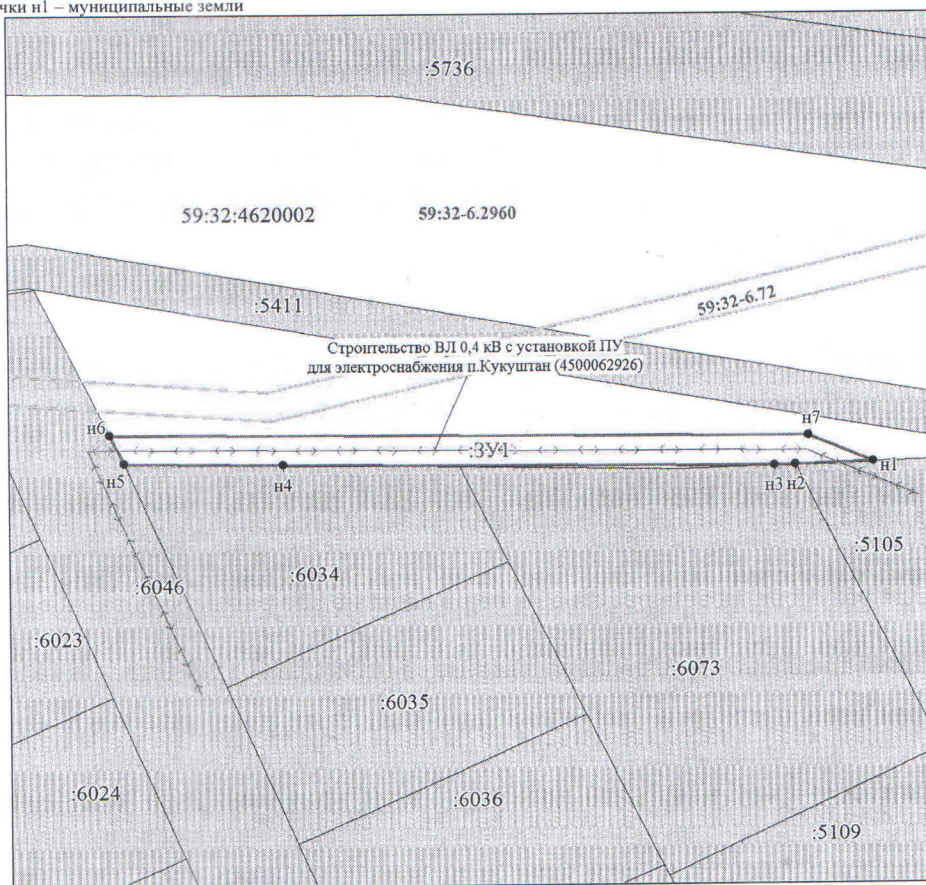 чки н1 – муниципальные земли
:5736
59:32:4620002
59:32-6.2960
:5411
59:32-6.72
Строительство ВЛ 0,4 кВ с установкой ПУ
для электроснабжения п.Кукуштан (4500062926)
н6
н7
:ЗУ1
н1
н5
н4
н3
н2
:5105
:6046
:6034
:6023
:6073
:6035
:6024
:6036
:5109